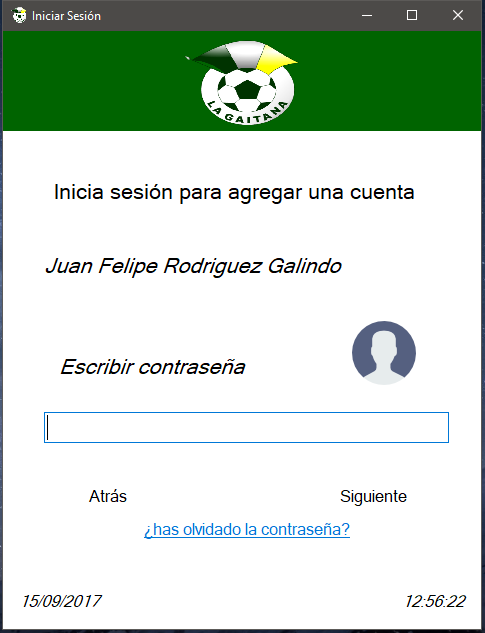 Iniciar Sesión
LA GAITANA
Inicia sesión para agregar una cuenta
Juan Felipe Rodriguez Galindo
Escribir contraseña
Atrás
Siguiente
¿has olvidado la contraseña?
15/09/2017
12:56:22